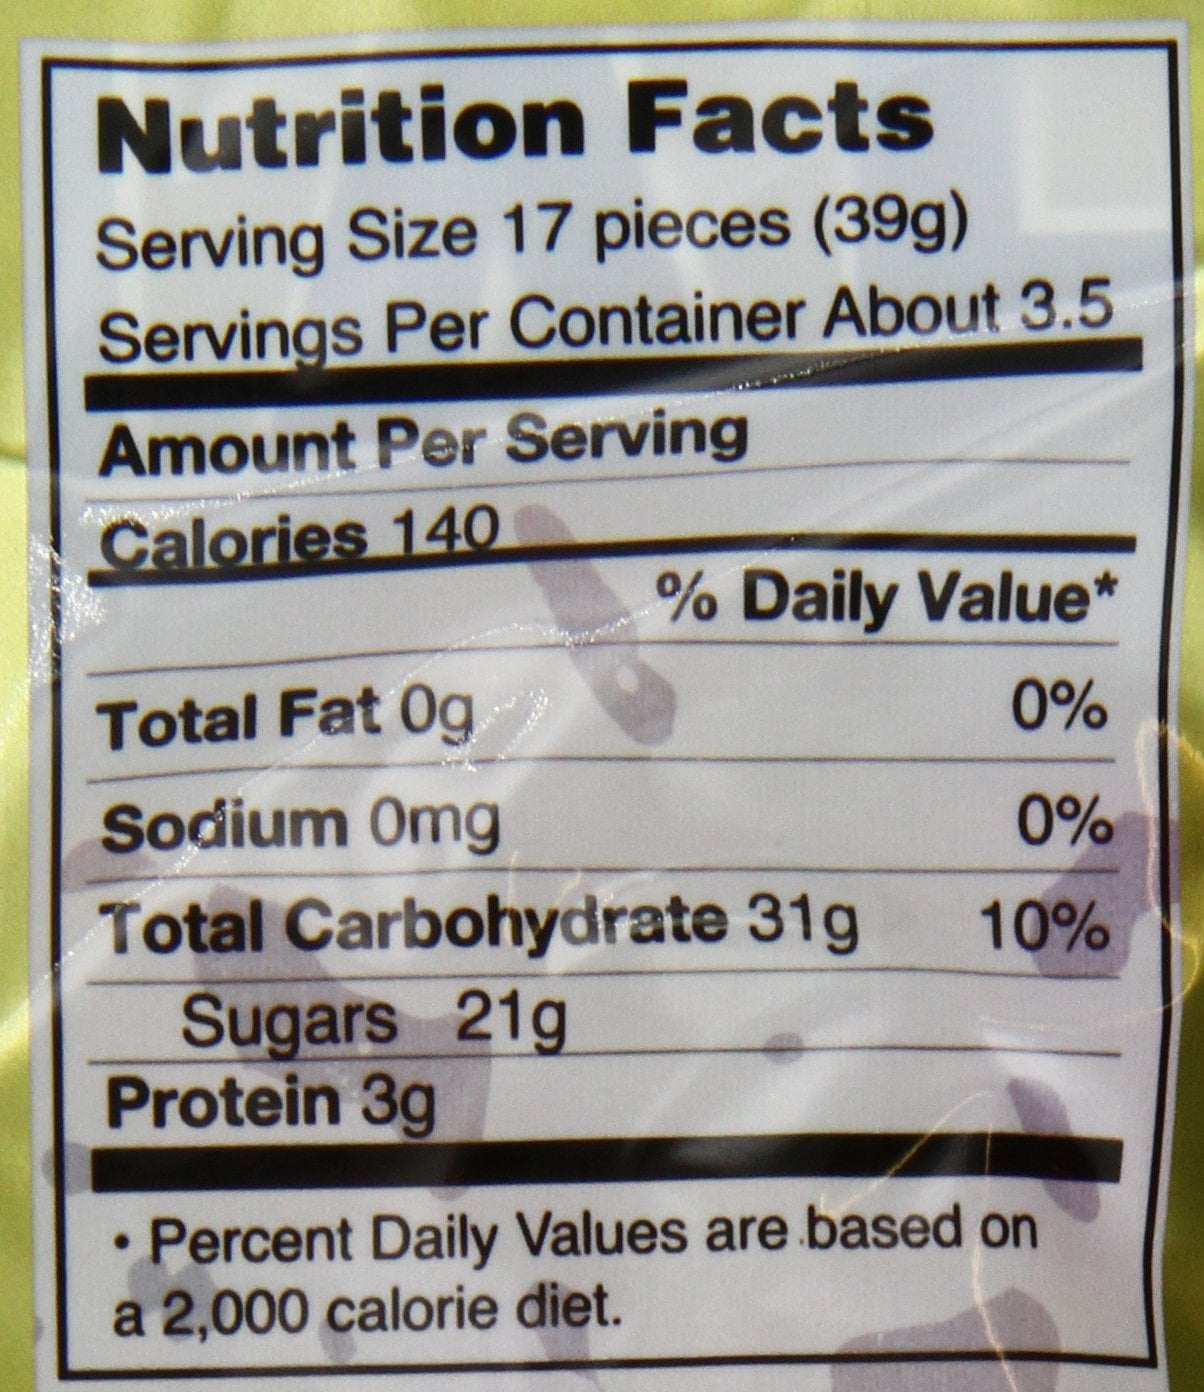 Nutrition Facts
Serving Size 17 pieces (39g)
Servings Per Container About 3.5
Amount Per Serving
Calories 140
% Daily Value*
Total Fat 0g 0%
Sodium 0mg 0%
Total Carbohydrate 31g 10%
Sugars 21g
Protein 3g
• Percent Daily Values are based on
a 2,000 calorie diet.